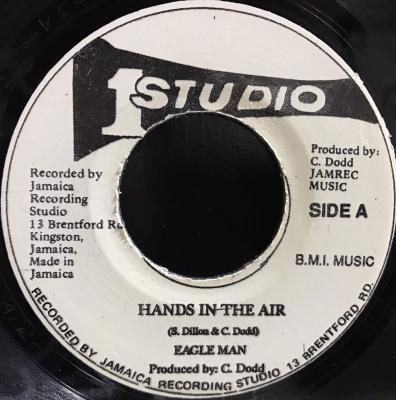 1 STUDIO
Recorded by
Jamaica
Recording
Studio
13 Brentford Rd.
Kingston,
Jamaica,
Made in
Jamaica
Produced by:
C. Dodd
JAMREC
MUSIC
SIDE A
B.M.I. MUSIC
HANDS IN THE AIR
(S. Dillon & C. Dodd)
EAGLE MAN
Produced by: C. Dodd
RECORDED BY JAMAICA RECORDING STUDIO 13 BRENTFORD RD.